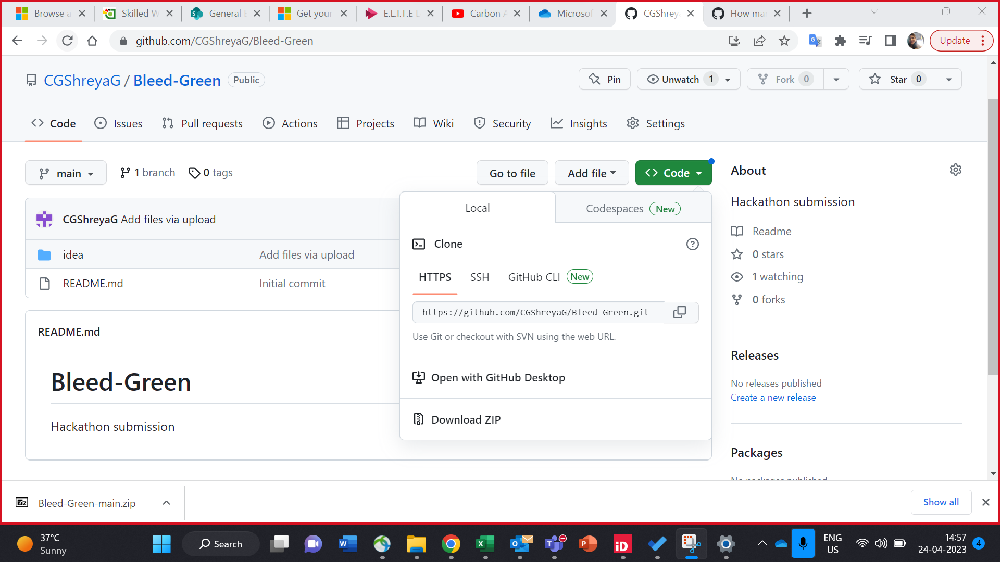 Browse a
Skilled W
General E
Get your
E.L.I.T.E L
Carbon A
Microsof
CGShrey
How man
github.com/CGShreyaG/Bleed-Green
Update
CGShreyaG / Bleed-Green Public
Pin
Unwatch 1
Fork 0
Star 0
Code
Issues
Pull requests
Actions
Projects
Wiki
Security
Insights
Settings
main
1 branch
0 tags
Go to file
Add file
Code
CGShreyaG Add files via upload
idea Add files via upload
README.md Initial commit
README.md
Bleed-Green
Hackathon submission
Local
Codespaces New
Clone
HTTPS
SSH
GitHub CLI New
https://github.com/CGShreyaG/Bleed-Green.git
Use Git or checkout with SVN using the web URL.
Open with GitHub Desktop
Download ZIP
About
Hackathon submission
Readme
0 stars
1 watching
0 forks
Releases
No releases published
Create a new release
Packages
No packages published
Bleed-Green-main.zip
Show all
37°C
Sunny
Search
ENG
US
14:57
24-04-2023
4